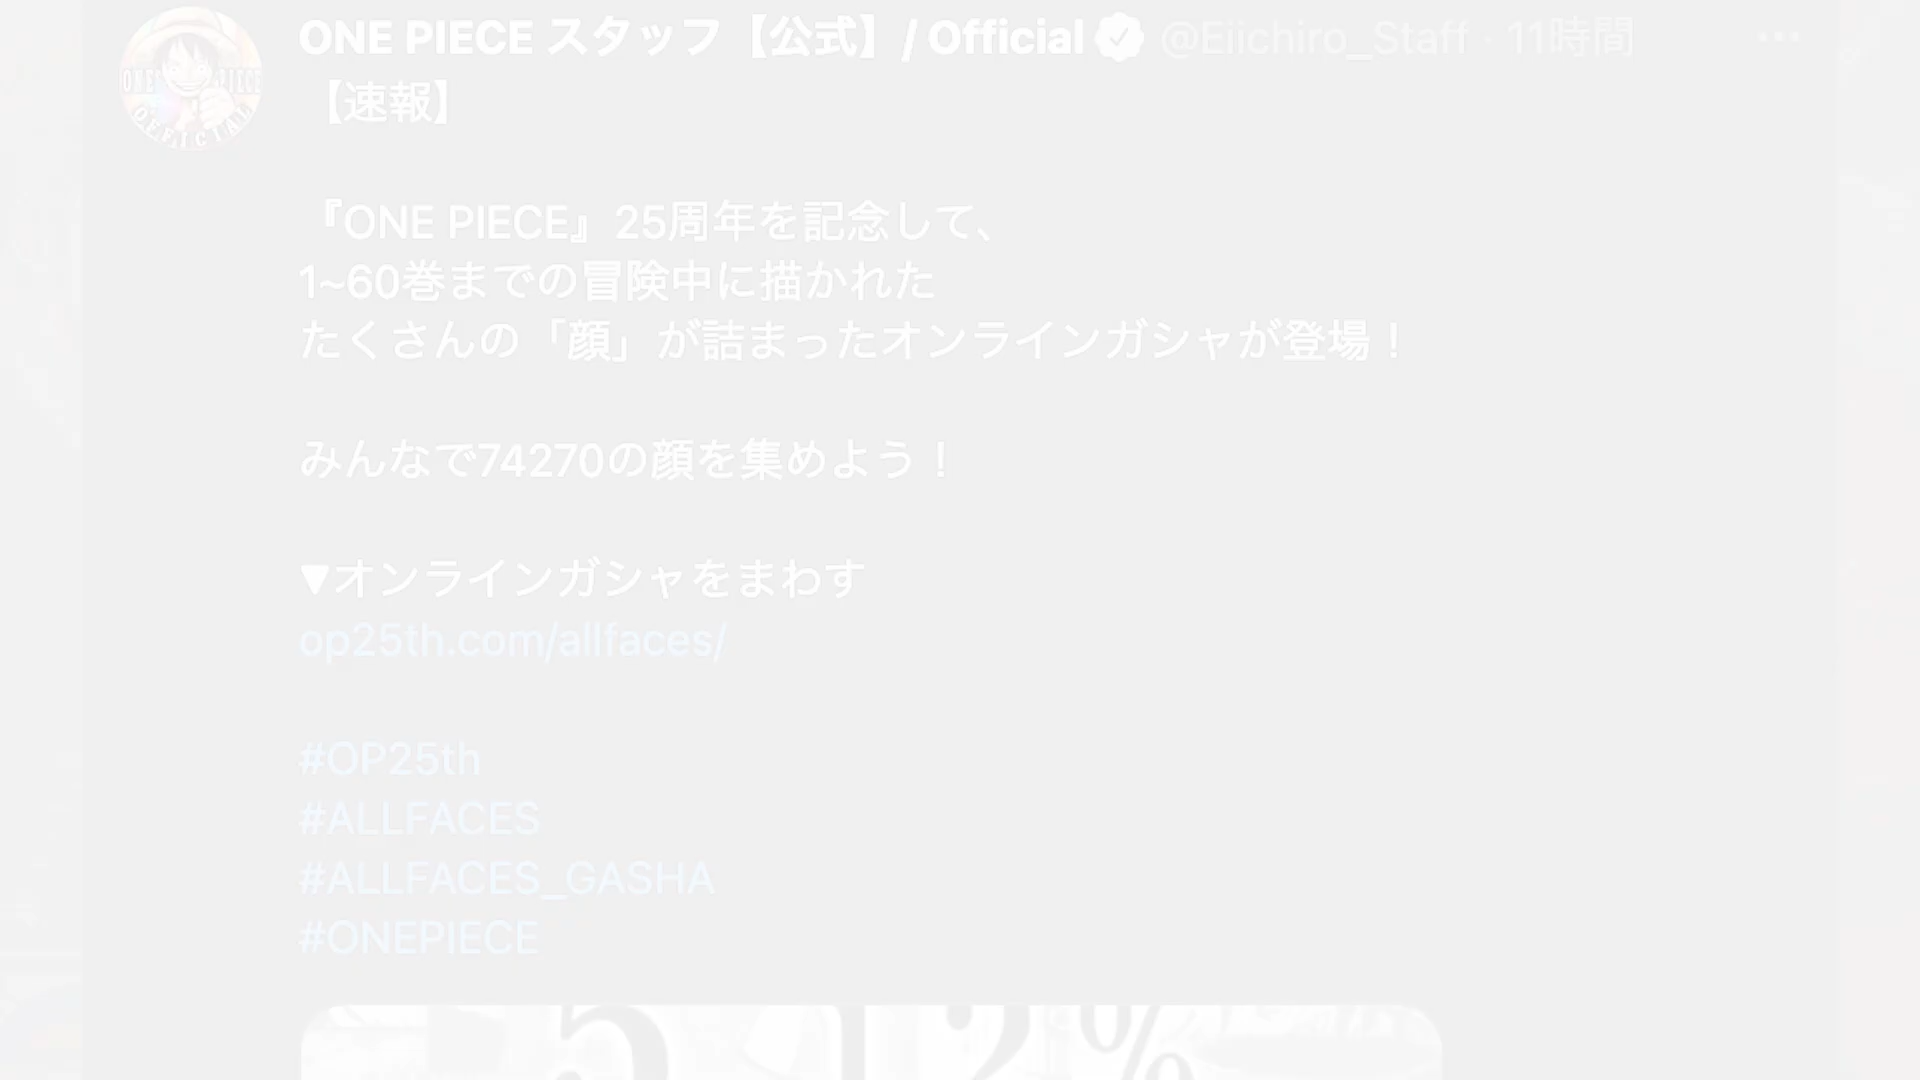 ONE PIECE スタッフ【公式】/ Official @Eiichiro_Staff · 11時間
【速報】
『ONE PIECE』25周年を記念して、
1~60巻までの冒険中に描かれた
たくさんの「顔」が詰まったオンラインガシャが登場！
みんなで74270の顔を集めよう！
▼オンラインガシャをまわす
op25th.com/allfaces/
#OP25th
#ALLFACES
#ALLFACES_GASHA
#ONEPIECE
ONE PIECE
OFFICIAL